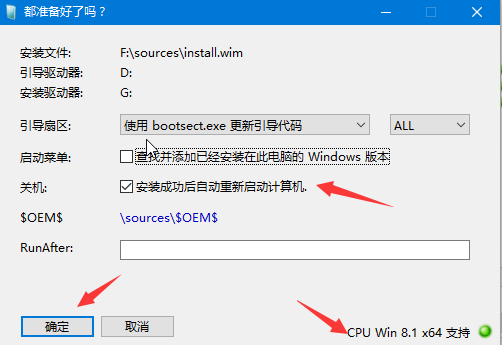 都准备好了吗？
安装文件: F:\sources\install.wim
引导驱动器: D:
安装驱动器: G:
引导扇区: 使用 bootsect.exe 更新引导代码 ALL
启动菜单: 查找并添加已经安装在此电脑的 Windows 版本
关机: 安装成功后自动重新启动计算机.
$OEM$ \sources\$OEM$
RunAfter:
确定 取消
CPU Win 8.1 x64 支持